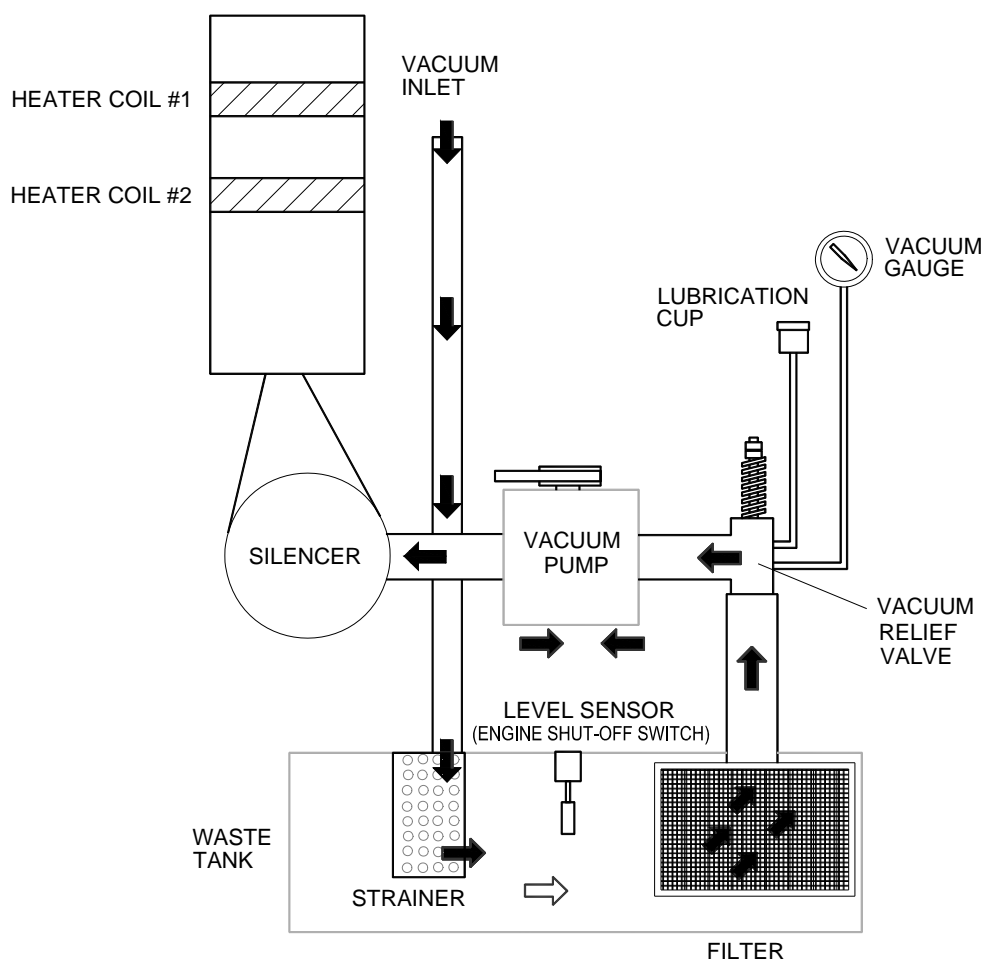 VACUUM
INLET
HEATER COIL #1
HEATER COIL #2
VACUUM
GAUGE
LUBRICATION
CUP
SILENCER
VACUUM
PUMP
VACUUM
RELIEF
VALVE
LEVEL SENSOR
(ENGINE SHUT-OFF SWITCH)
WASTE
TANK
STRAINER
FILTER